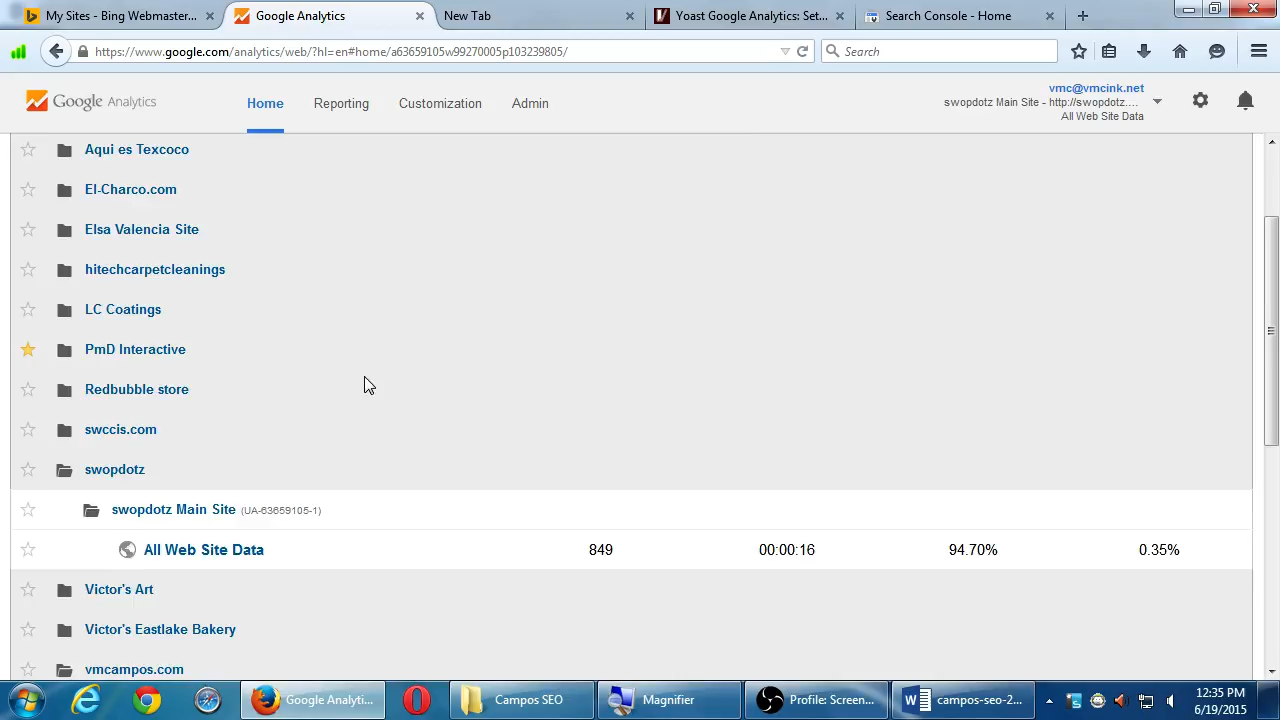 My Sites - Bing Webmaster... × Google Analytics × New Tab × Yoast Google Analytics: Set... × Search Console - Home × +
https://www.google.com/analytics/web/?hl=en#home/a63659105w99270005p103239805/ Search
Google Analytics Home Reporting Customization Admin
vmc@vmcink.net
swopdotz Main Site - http://swopdotz....
All Web Site Data
Aqui es Texcoco
El-Charco.com
Elsa Valencia Site
hitechcarpetcleanings
LC Coatings
PmD Interactive
Redbubble store
swccis.com
swopdotz
swopdotz Main Site (UA-63659105-1)
All Web Site Data 849 00:00:16 94.70% 0.35%
Victor's Art
Victor's Eastlake Bakery
vmcampos.com
Google Analyti... Campos SEO Magnifier Profile: Screen... campos-seo-2...
12:35 PM
6/19/2015